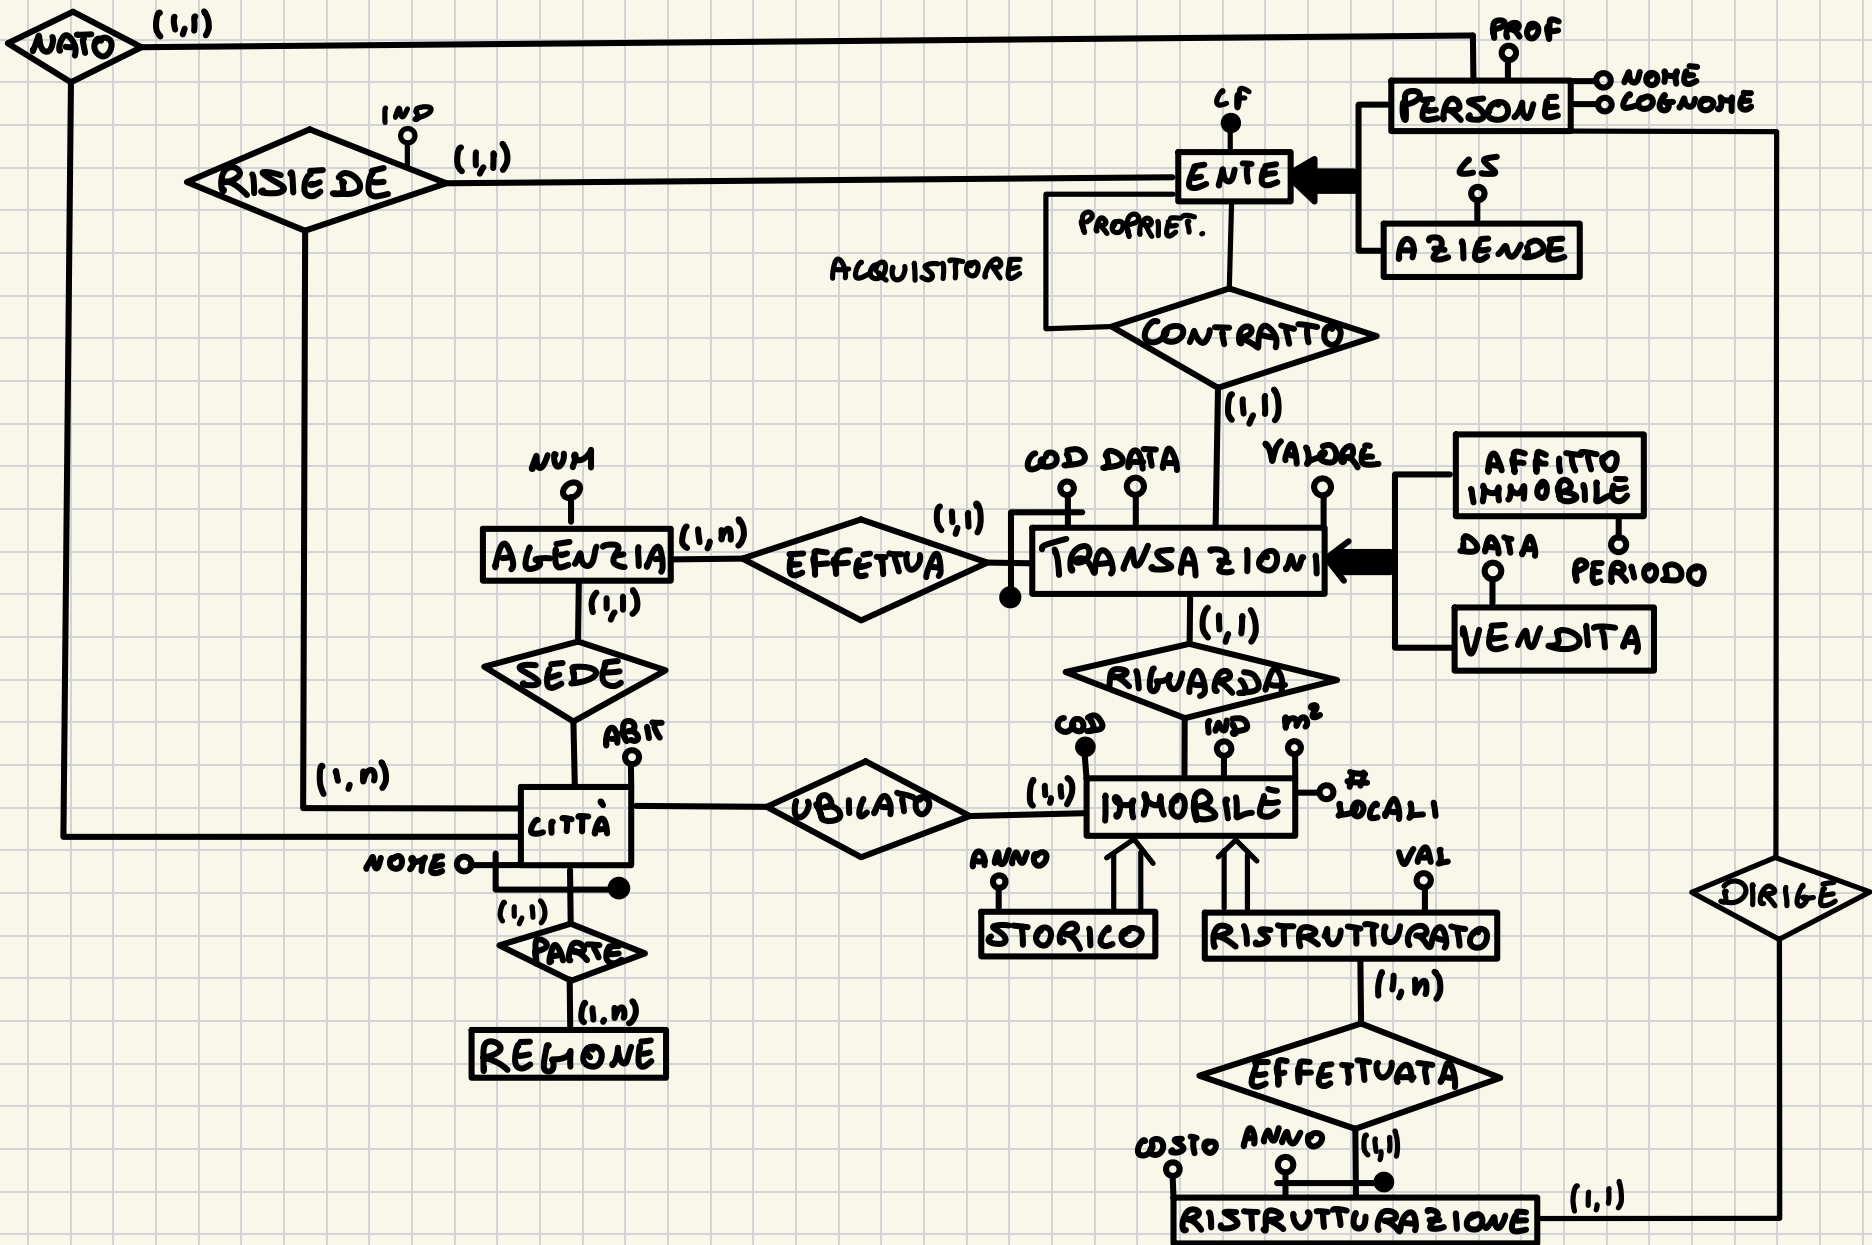 NATO
(1,1)
PROF
PERSONE
NOME
COGNOME
IND
RISIEDE
(1,1)
CF
ENTE
CS
AZIENDE
PROPRIET.
ACQUISITORE
CONTRATTO
(1,1)
NUM
COD DATA
VALORE
AFFITTO
IMMOBILE
AGENZIA
(1,n)
EFFETTUA
(1,1)
TRANSAZIONI
DATA
PERIODO
(1,1)
(1,1)
VENDITA
SEDE
RIGUARDA
ABIT
COD
IND
m²
(1,n)
CITTÀ
UBICATO
(1,1)
IMMOBILE
#
LOCALI
NOME
ANNO
VAL
DIRIGE
(1,1)
STORICO
RISTRUTTURATO
PARTE
(1,n)
(1.n)
REGIONE
EFFETTUATA
COSTO
ANNO
(1,1)
RISTRUTTURAZIONE
(1,1)